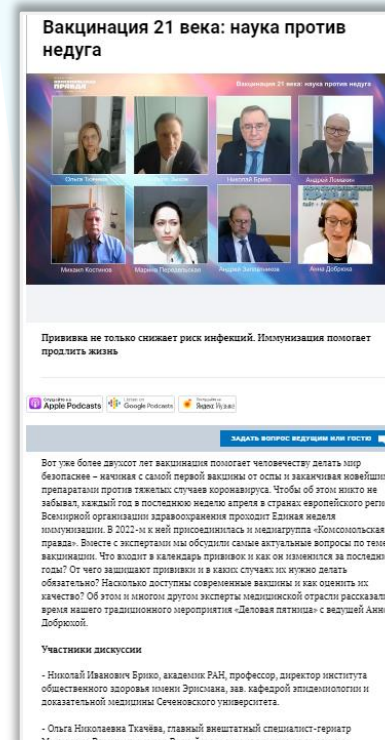 Вакцинация 21 века: наука против
недуга
ПРАВДА
Вакцинация 21 века: наука против недуга
Ольга
Николай Брико
Андрей Ломакин
Михаил Костинов
Марина
Андрей
Анна Добрюха
Прививка не только снижает риск инфекций. Иммунизация помогает
продлить жизнь
Apple Podcasts
Google Podcasts
Яндекс Музыке
ЗАДАТЬ ВОПРОС ВЕДУЩИМ ИЛИ ГОСТЮ
Вот уже более двухсот лет вакцинация помогает человечеству делать мир
безопаснее – начиная с самой первой вакцины от оспы и заканчивая новейшим
препаратами против тяжелых случаев коронавируса. Чтобы об этом никто не
забывал, каждый год в последнюю неделю апреля в странах европейского реги
Всемирной организации здравоохранения проходит Единая неделя
иммунизации. В 2022-м к ней присоединилась и медиагруппа «Комсомольская
правда». Вместе с экспертами мы обсудили самые актуальные вопросы по теме
вакцинации. Что входит в календарь прививок и как он изменился за последни
годы? От чего защищают прививки и в каких случаях их нужно делать
обязательно? Насколько доступны современные вакцины и как оценить их
качество? Об этом и многом другом эксперты медицинской отрасли рассказали
время нашего традиционного мероприятия «Деловая пятница» с ведущей Анн
Добрюхой.
Участники дискуссии
- Николай Иванович Брико, академик РАН, профессор, директор института
общественного здоровья имени Эрисмана, зав. кафедрой эпидемиологии и
доказательной медицины Сеченовского университета.
- Ольга Николаевна Ткачёва, главный внештатный специалист-гериатр